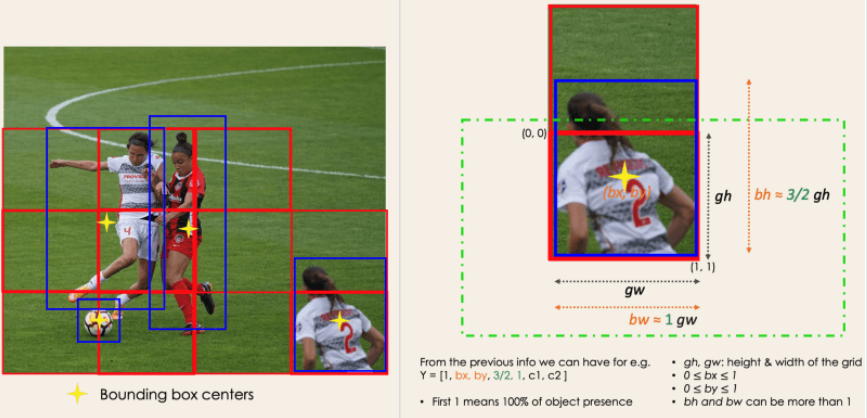 4
2
Bounding box centers
(0, 0)
(bx, by)
2
gh
bh ≈ 3/2 gh
(1, 1)
gw
bw ≈ 1 gw
From the previous info we can have for e.g.
Y = [1, bx, by, 3/2, 1, c1, c2 ]
• First 1 means 100% of object presence
• gh, gw: height & width of the grid
• 0 ≤ bx ≤ 1
• 0 ≤ by ≤ 1
• bh and bw can be more than 1